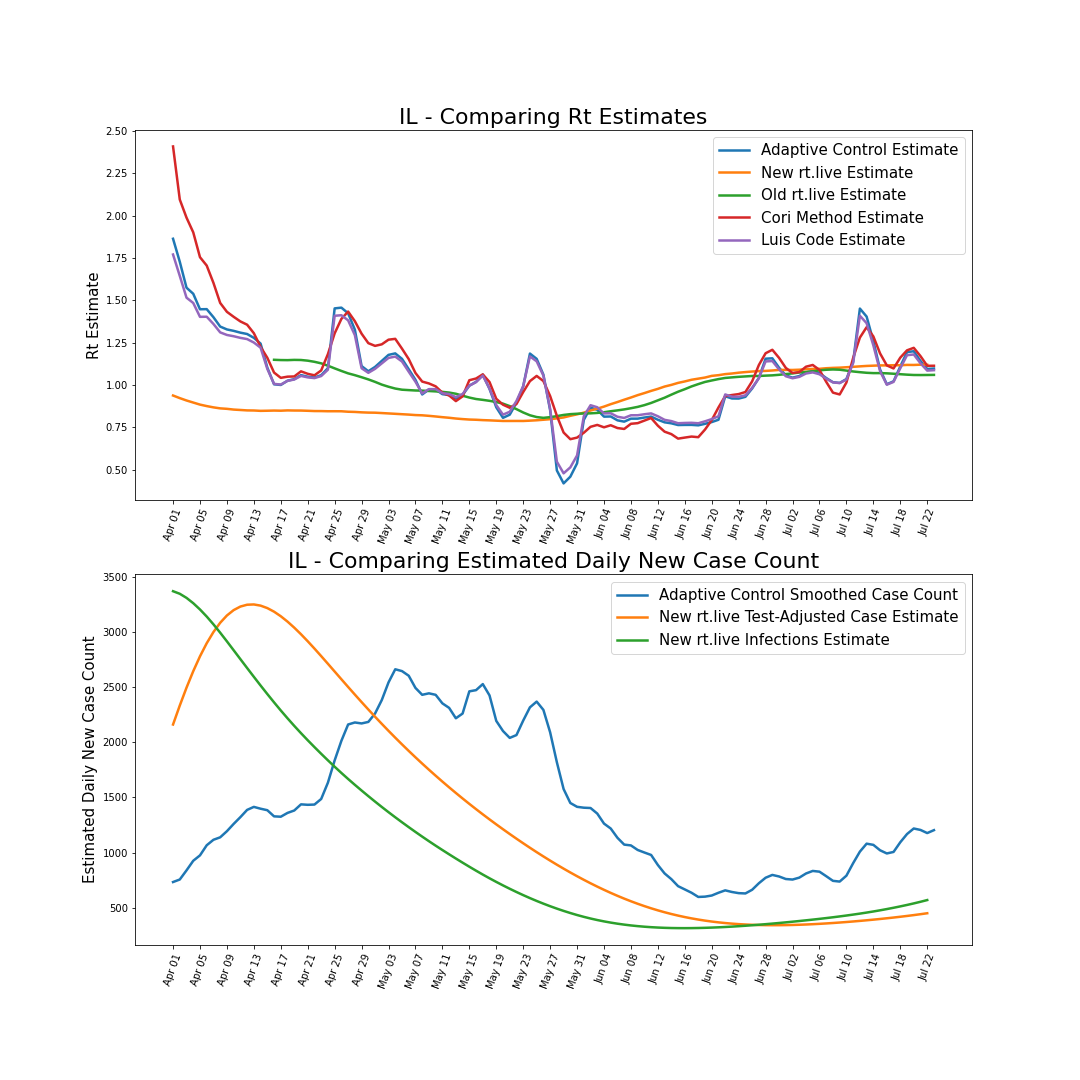 IL - Comparing Rt Estimates
2.50
2.25
2.00
1.75
1.50
1.25
1.00
0.75
0.50
Rt Estimate
Adaptive Control Estimate
New rt.live Estimate
Old rt.live Estimate
Cori Method Estimate
Luis Code Estimate
Apr 01
Apr 05
Apr 09
Apr 13
Apr 17
Apr 21
Apr 25
Apr 29
May 03
May 07
May 11
May 15
May 19
May 23
May 27
May 31
Jun 04
Jun 08
Jun 12
Jun 16
Jun 20
Jun 24
Jun 28
Jul 02
Jul 06
Jul 10
Jul 14
Jul 18
Jul 22
IL - Comparing Estimated Daily New Case Count
3500
3000
2500
2000
1500
1000
500
Estimated Daily New Case Count
Adaptive Control Smoothed Case Count
New rt.live Test-Adjusted Case Estimate
New rt.live Infections Estimate
Apr 01
Apr 05
Apr 09
Apr 13
Apr 17
Apr 21
Apr 25
Apr 29
May 03
May 07
May 11
May 15
May 19
May 23
May 27
May 31
Jun 04
Jun 08
Jun 12
Jun 16
Jun 20
Jun 24
Jun 28
Jul 02
Jul 06
Jul 10
Jul 14
Jul 18
Jul 22